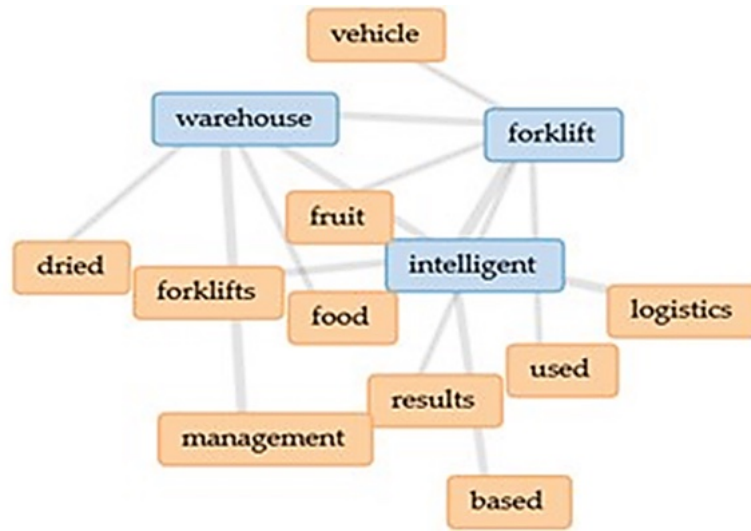 vehicle
warehouse
forklift
fruit
dried
intelligent
forklifts
food
logistics
used
results
management
based